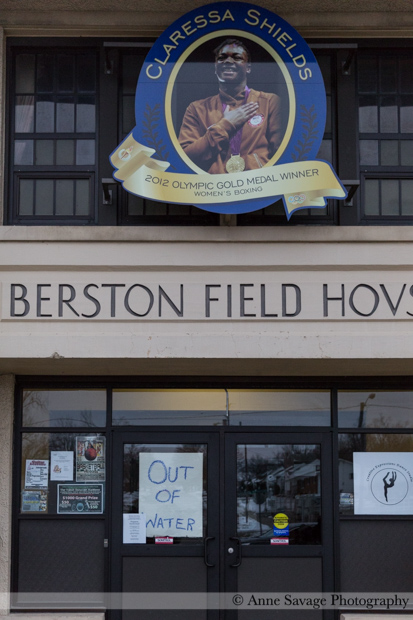 CLARESSA SHIELDS
2012 OLYMPIC GOLD MEDAL WINNER
WOMEN'S BOXING
BERSTON FIELD HOVS
OUT
OF
WATER
© Anne Savage Photography